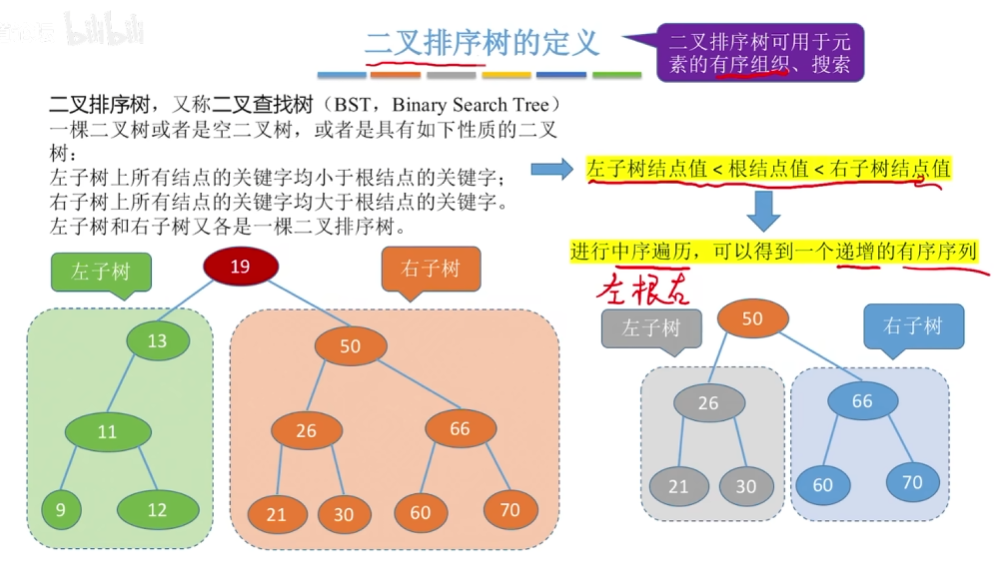 bilibili
二叉排序树的定义
二叉排序树可用于元
素的有序组织、搜索
二叉排序树，又称二叉查找树（BST，Binary Search Tree）
一棵二叉树或者是空二叉树，或者是具有如下性质的二叉
树：
左子树上所有结点的关键字均小于根结点的关键字；
右子树上所有结点的关键字均大于根结点的关键字。
左子树和右子树又各是一棵二叉排序树。
左子树结点值 < 根结点值 < 右子树结点值
进行中序遍历，可以得到一个递增的有序序列
左根右
左子树
19
右子树
13
50
11
26
66
9
12
21
30
60
70
左子树
50
右子树
26
66
21
30
60
70